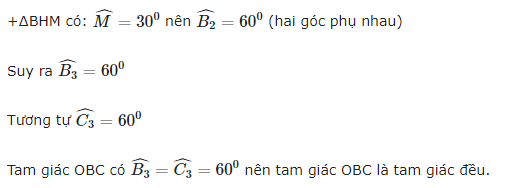 +ΔBHM có: $\widehat{M} = 30^0$ nên $\widehat{B_2} = 60^0$ (hai góc phụ nhau)
Suy ra $\widehat{B_3} = 60^0$
Tương tự $\widehat{C_3} = 60^0$
Tam giác OBC có $\widehat{B_3} = \widehat{C_3} = 60^0$ nên tam giác OBC là tam giác đều.